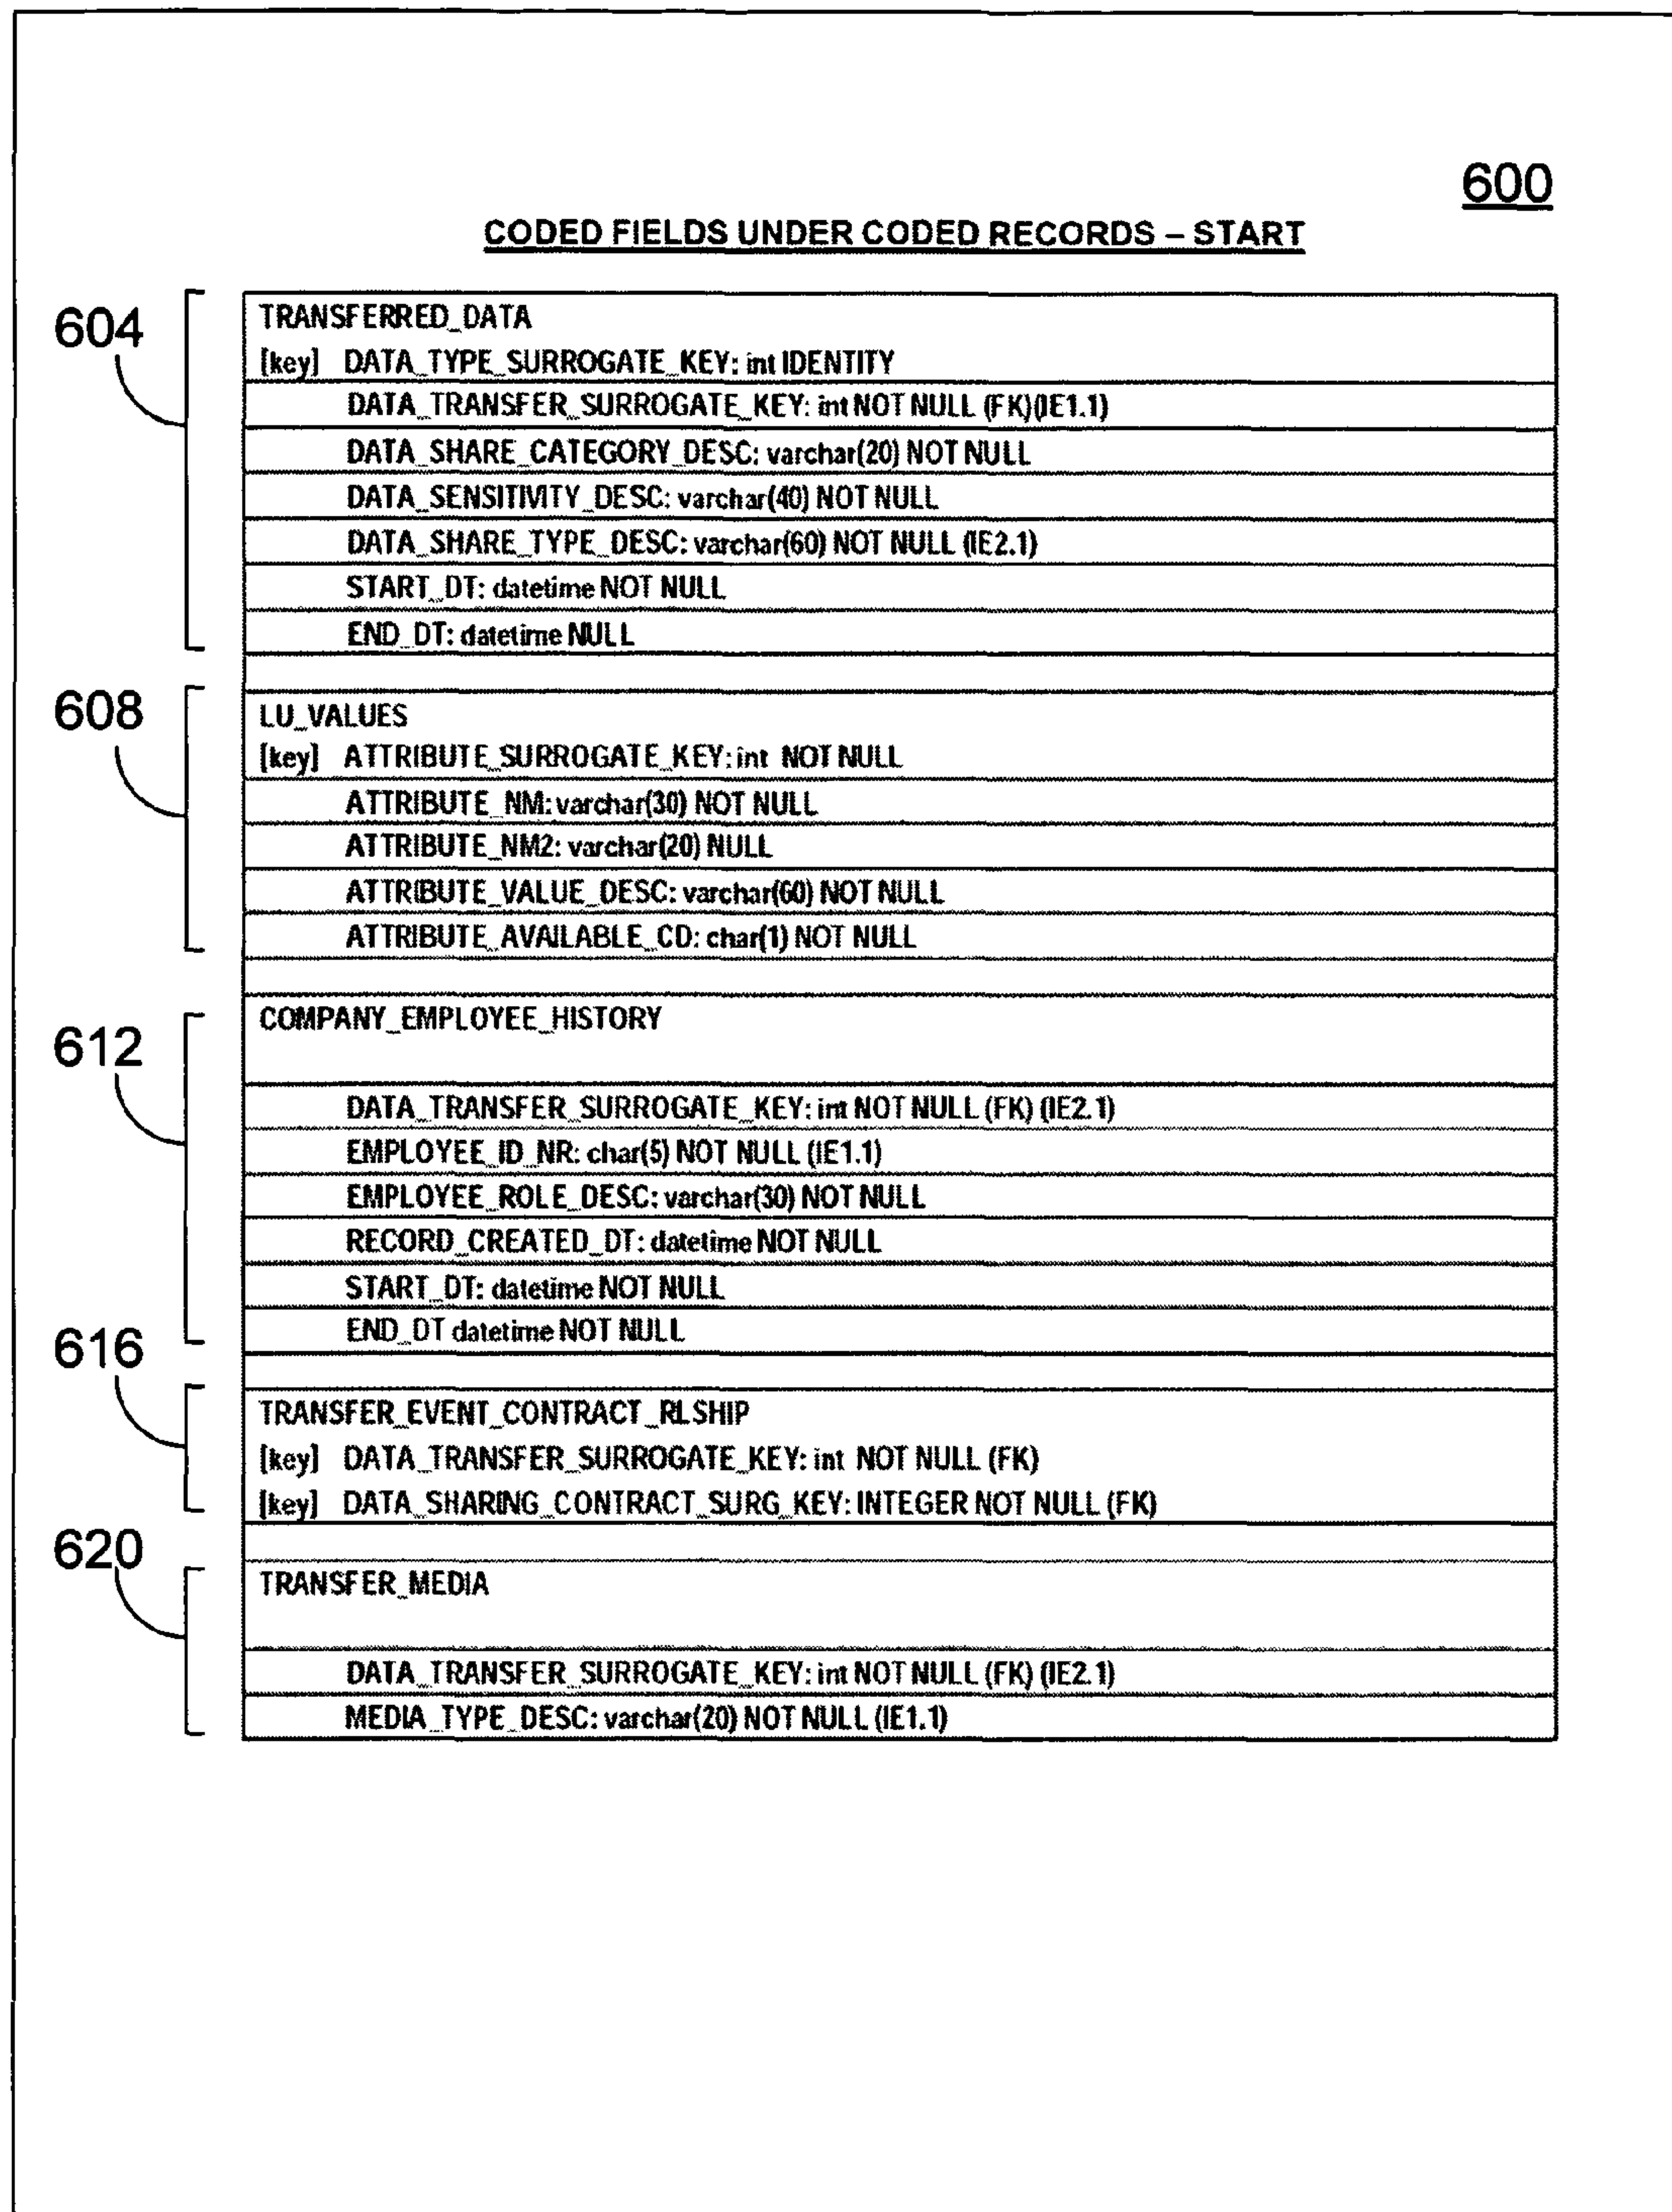 600
CODED FIELDS UNDER CODED RECORDS – START
604
TRANSFERRED_DATA
[key] DATA_TYPE_SURROGATE_KEY: int IDENTITY
DATA_TRANSFER_SURROGATE_KEY: int NOT NULL (FK)(IE1.1)
DATA_SHARE_CATEGORY_DESC: varchar(20) NOT NULL
DATA_SENSITIVITY_DESC: varchar(40) NOT NULL
DATA_SHARE_TYPE_DESC: varchar(60) NOT NULL (IE2.1)
START_DT: datetime NOT NULL
END_DT: datetime NULL
608
LU_VALUES
[key] ATTRIBUTE_SURROGATE_KEY: int NOT NULL
ATTRIBUTE_NM: varchar(30) NOT NULL
ATTRIBUTE_NM2: varchar(20) NULL
ATTRIBUTE_VALUE_DESC: varchar(60) NOT NULL
ATTRIBUTE_AVAILABLE_CD: char(1) NOT NULL
612
COMPANY_EMPLOYEE_HISTORY
DATA_TRANSFER_SURROGATE_KEY: int NOT NULL (FK) (IE2.1)
EMPLOYEE_ID_NR: char(5) NOT NULL (IE1.1)
EMPLOYEE_ROLE_DESC: varchar(30) NOT NULL
RECORD_CREATED_DT: datetime NOT NULL
START_DT: datetime NOT NULL
END_DT datetime NOT NULL
616
TRANSFER_EVENT_CONTRACT_RLSHIP
[key] DATA_TRANSFER_SURROGATE_KEY: int NOT NULL (FK)
[key] DATA_SHARING_CONTRACT_SURG_KEY: INTEGER NOT NULL (FK)
620
TRANSFER_MEDIA
DATA_TRANSFER_SURROGATE_KEY: int NOT NULL (FK) (IE2.1)
MEDIA_TYPE_DESC: varchar(20) NOT NULL (IE1.1)